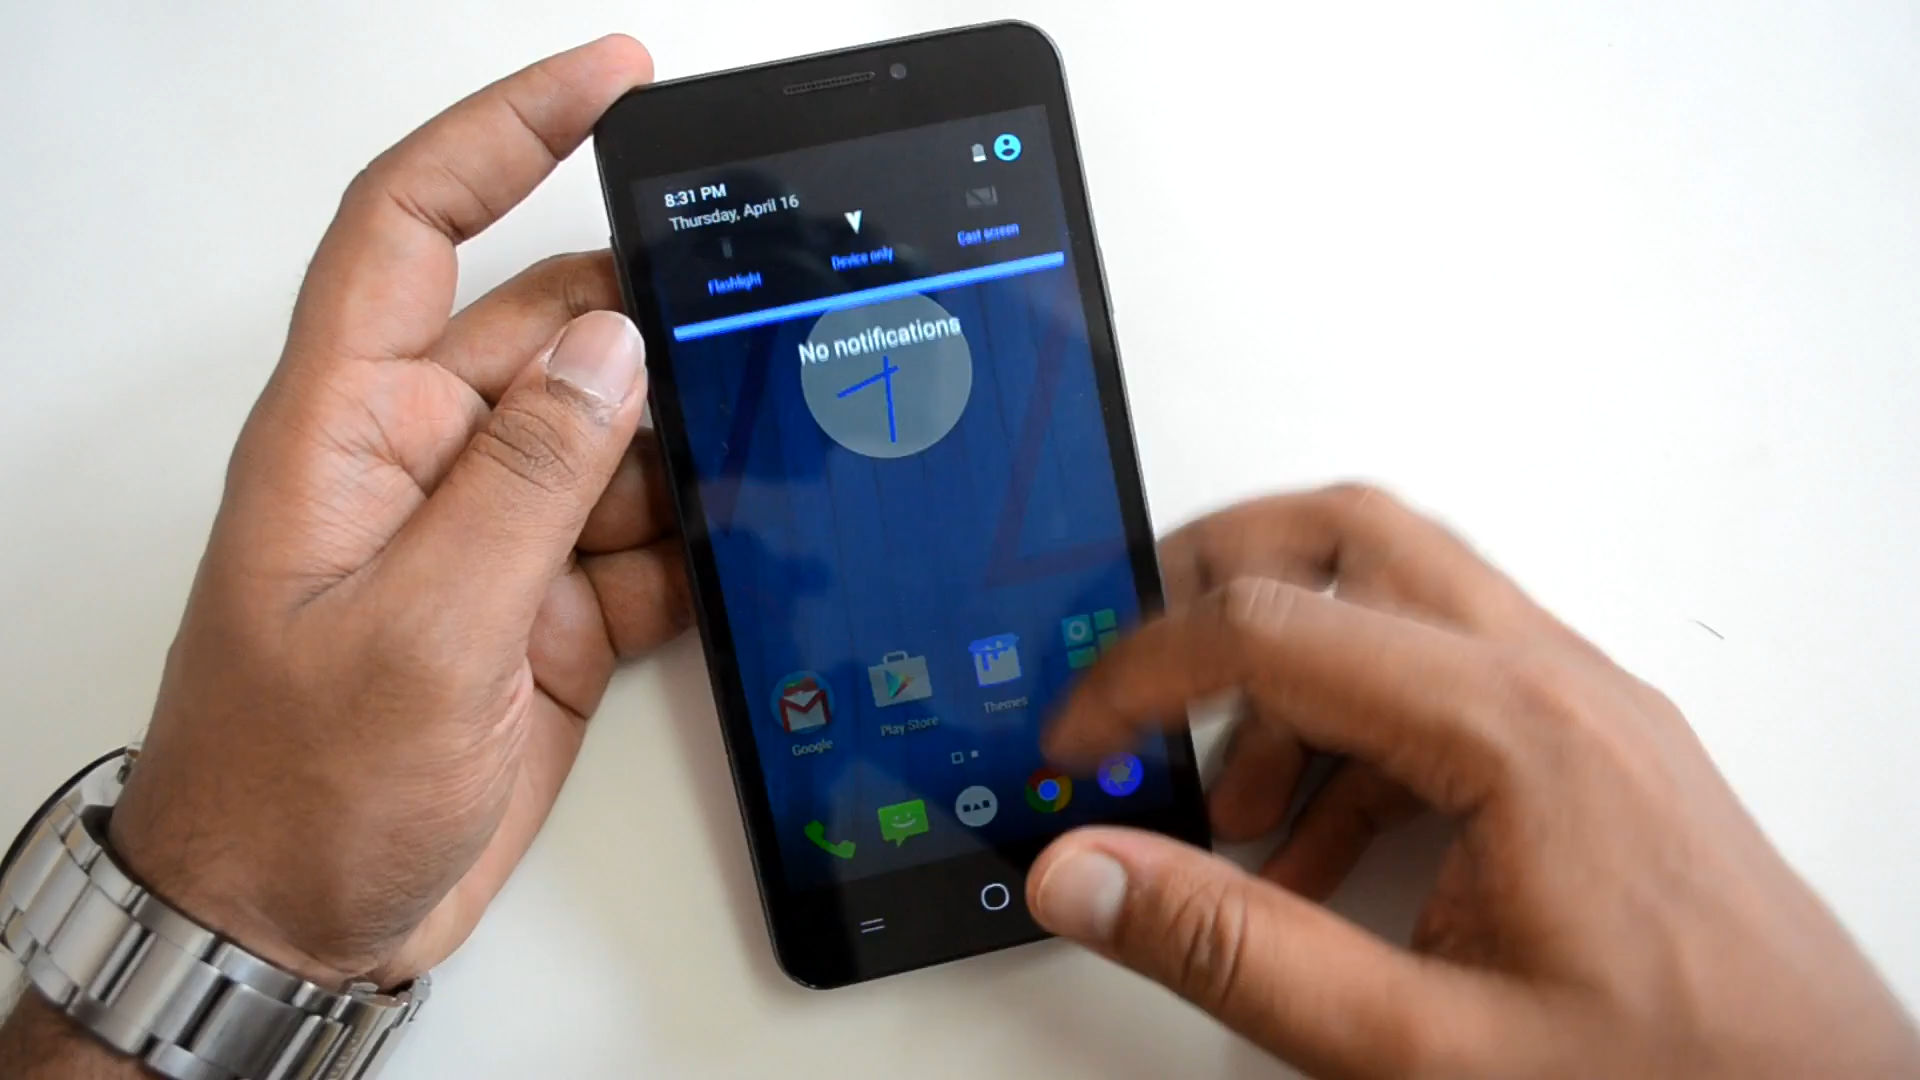 8:31 PM
Thursday, April 16
Flashlight
Device only
Cast screen
No notifications
Google
Play Store
Themes